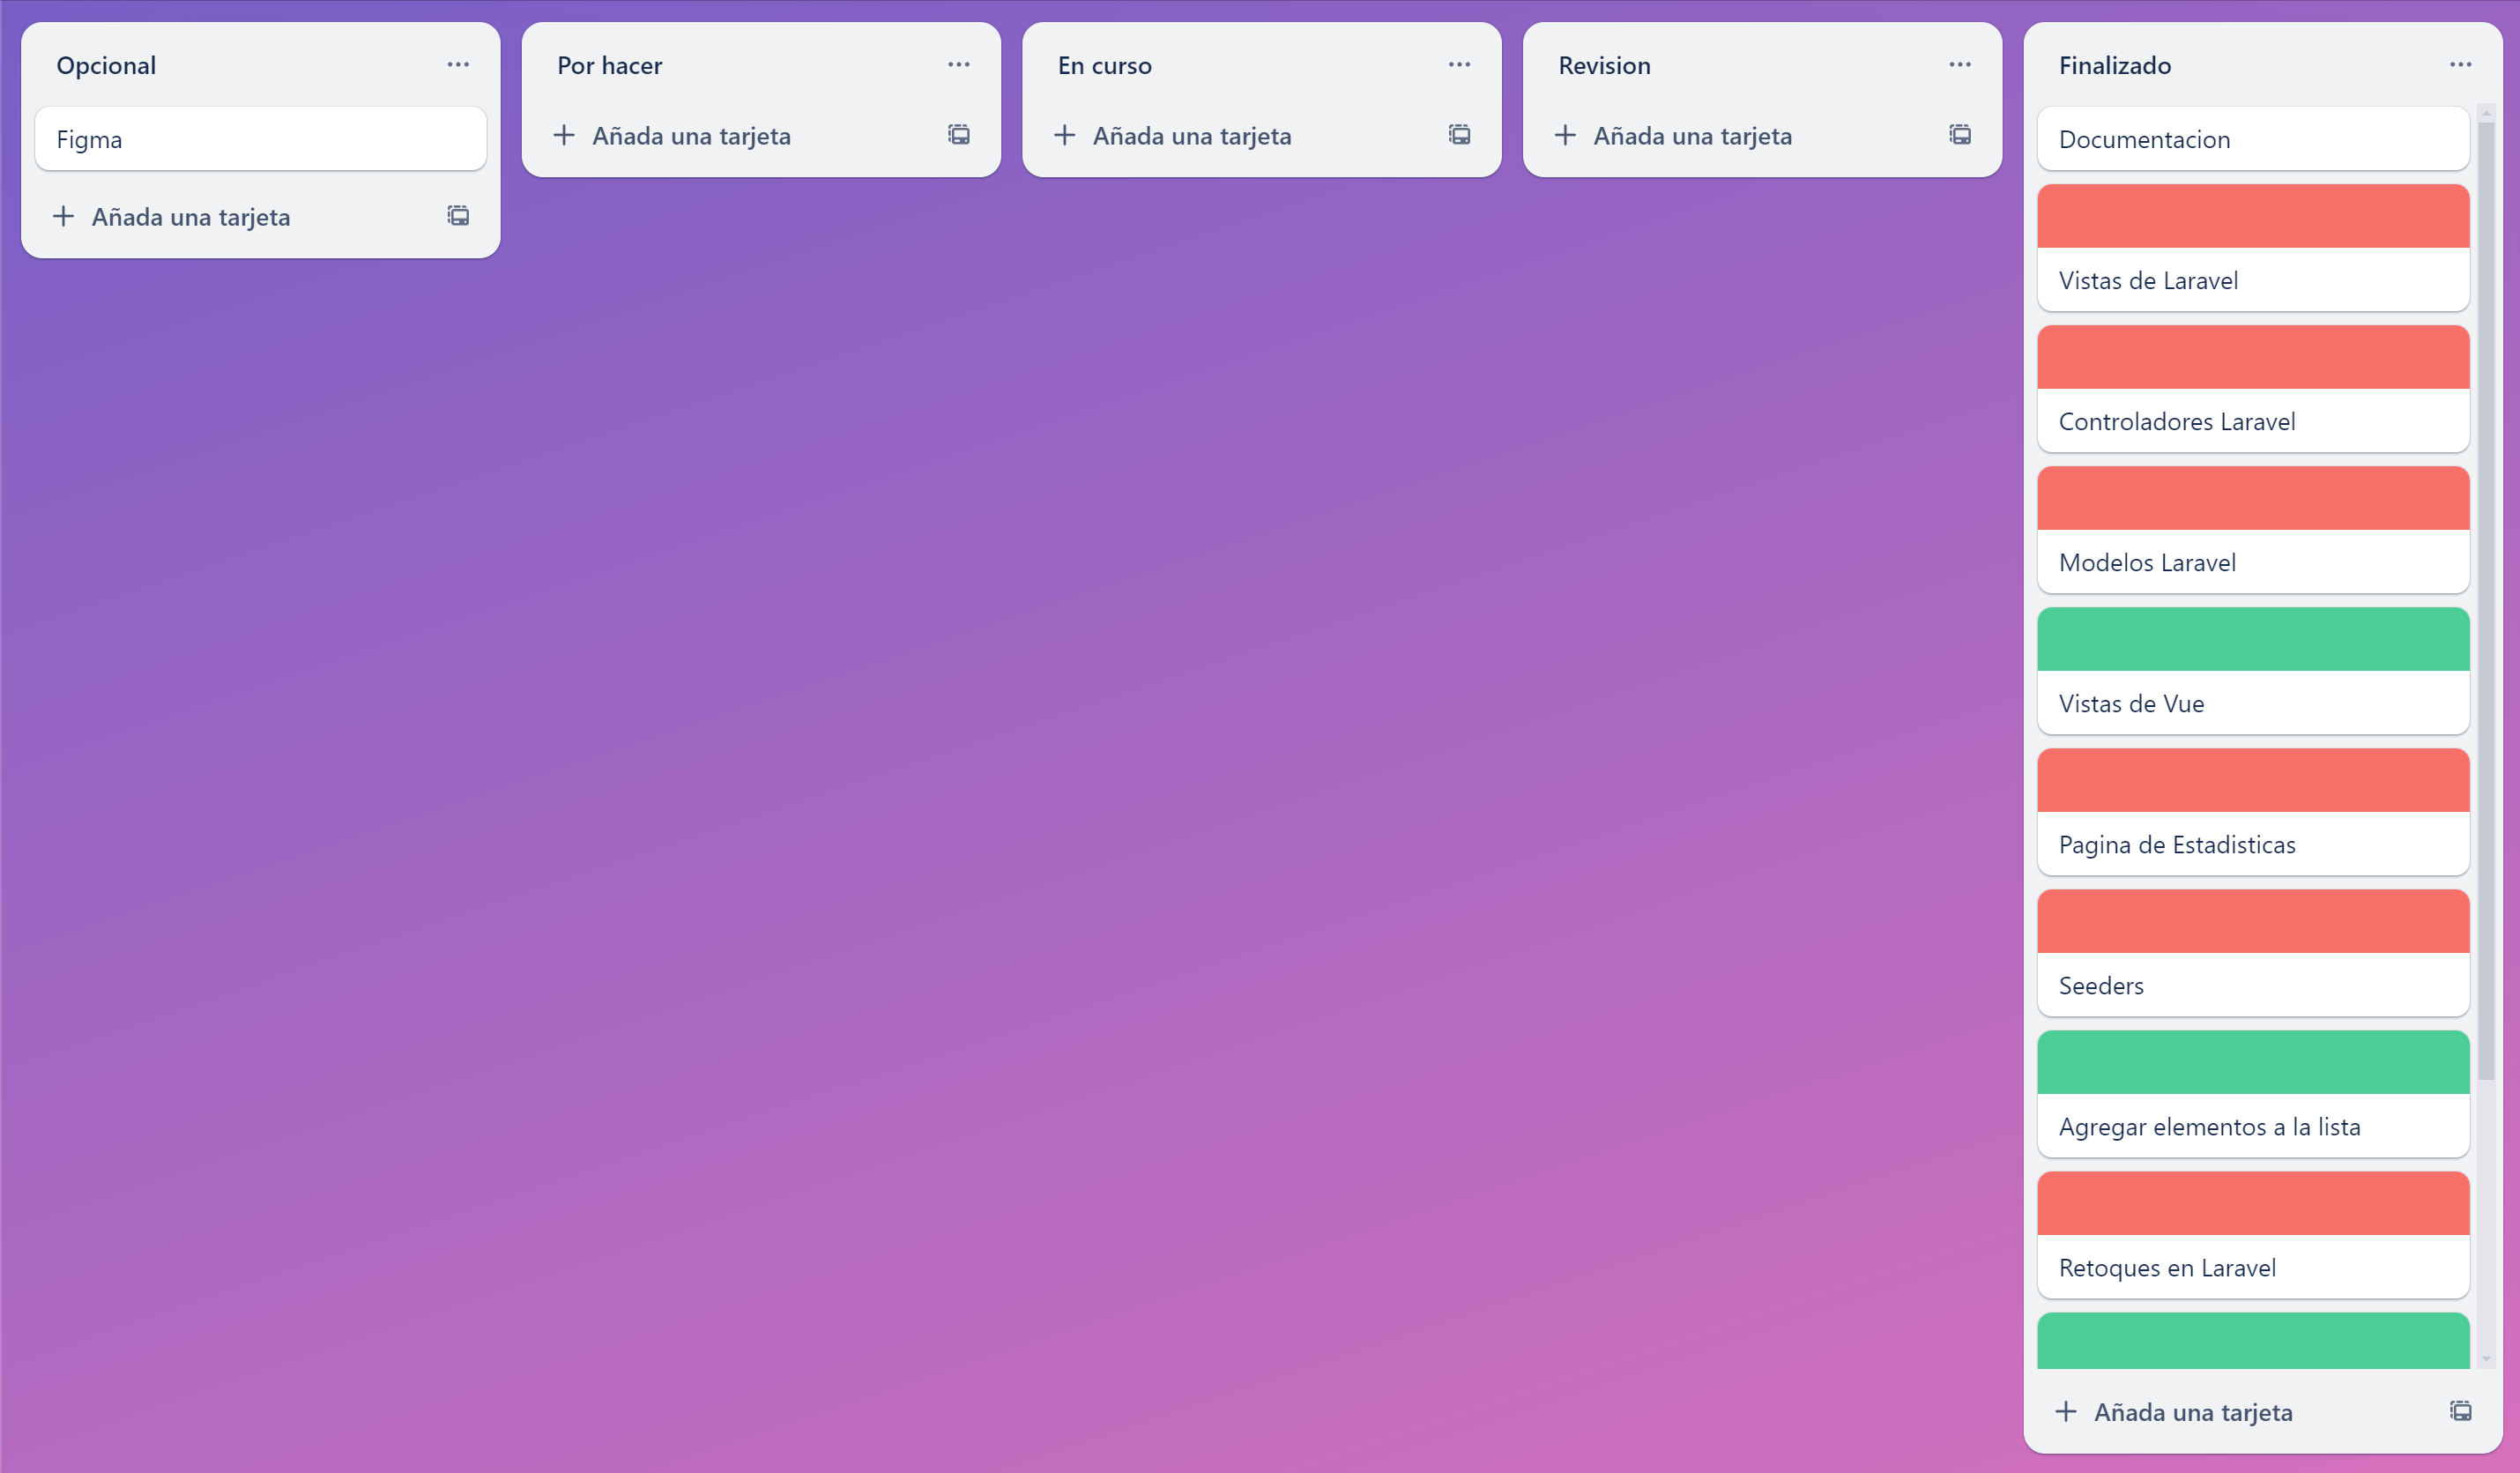 Opcional
Figma
Añada una tarjeta
Por hacer
Añada una tarjeta
En curso
Añada una tarjeta
Revision
Añada una tarjeta
Finalizado
Documentacion
Vistas de Laravel
Controladores Laravel
Modelos Laravel
Vistas de Vue
Pagina de Estadisticas
Seeders
Agregar elementos a la lista
Retoques en Laravel
Añada una tarjeta